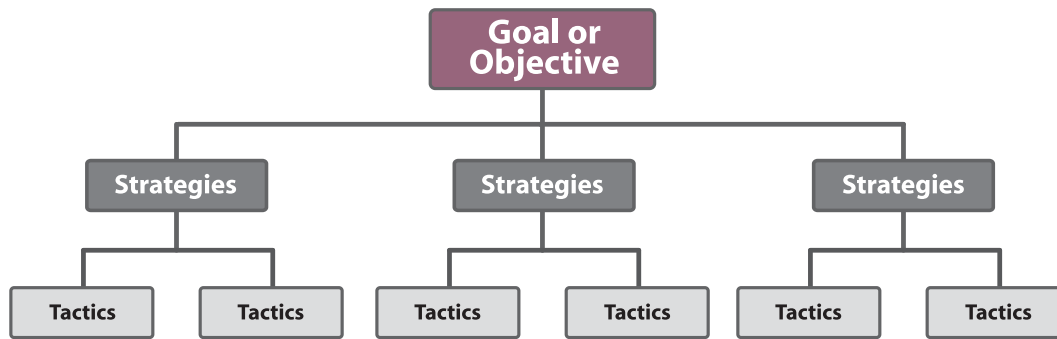 Goal or
Objective
Strategies
Strategies
Strategies
Tactics
Tactics
Tactics
Tactics
Tactics
Tactics